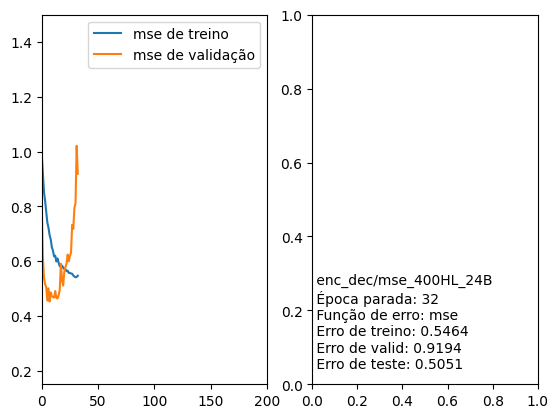 mse de treino
mse de validação
1.4
1.2
1.0
0.8
0.6
0.4
0.2
0 50 100 150 200
1.0
0.8
0.6
0.4
0.2
0.0
enc_dec/mse_400HL_24B
Época parada: 32
Função de erro: mse
Erro de treino: 0.5464
Erro de valid: 0.9194
Erro de teste: 0.5051
0.0 0.2 0.4 0.6 0.8 1.0